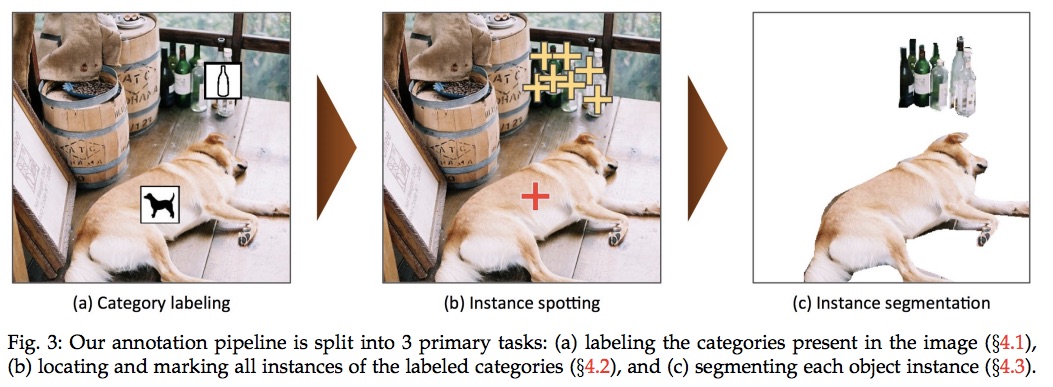 (a) Category labeling
(b) Instance spotting
(c) Instance segmentation
Fig. 3: Our annotation pipeline is split into 3 primary tasks: (a) labeling the categories present in the image (§4.1),
(b) locating and marking all instances of the labeled categories (§4.2), and (c) segmenting each object instance (§4.3).